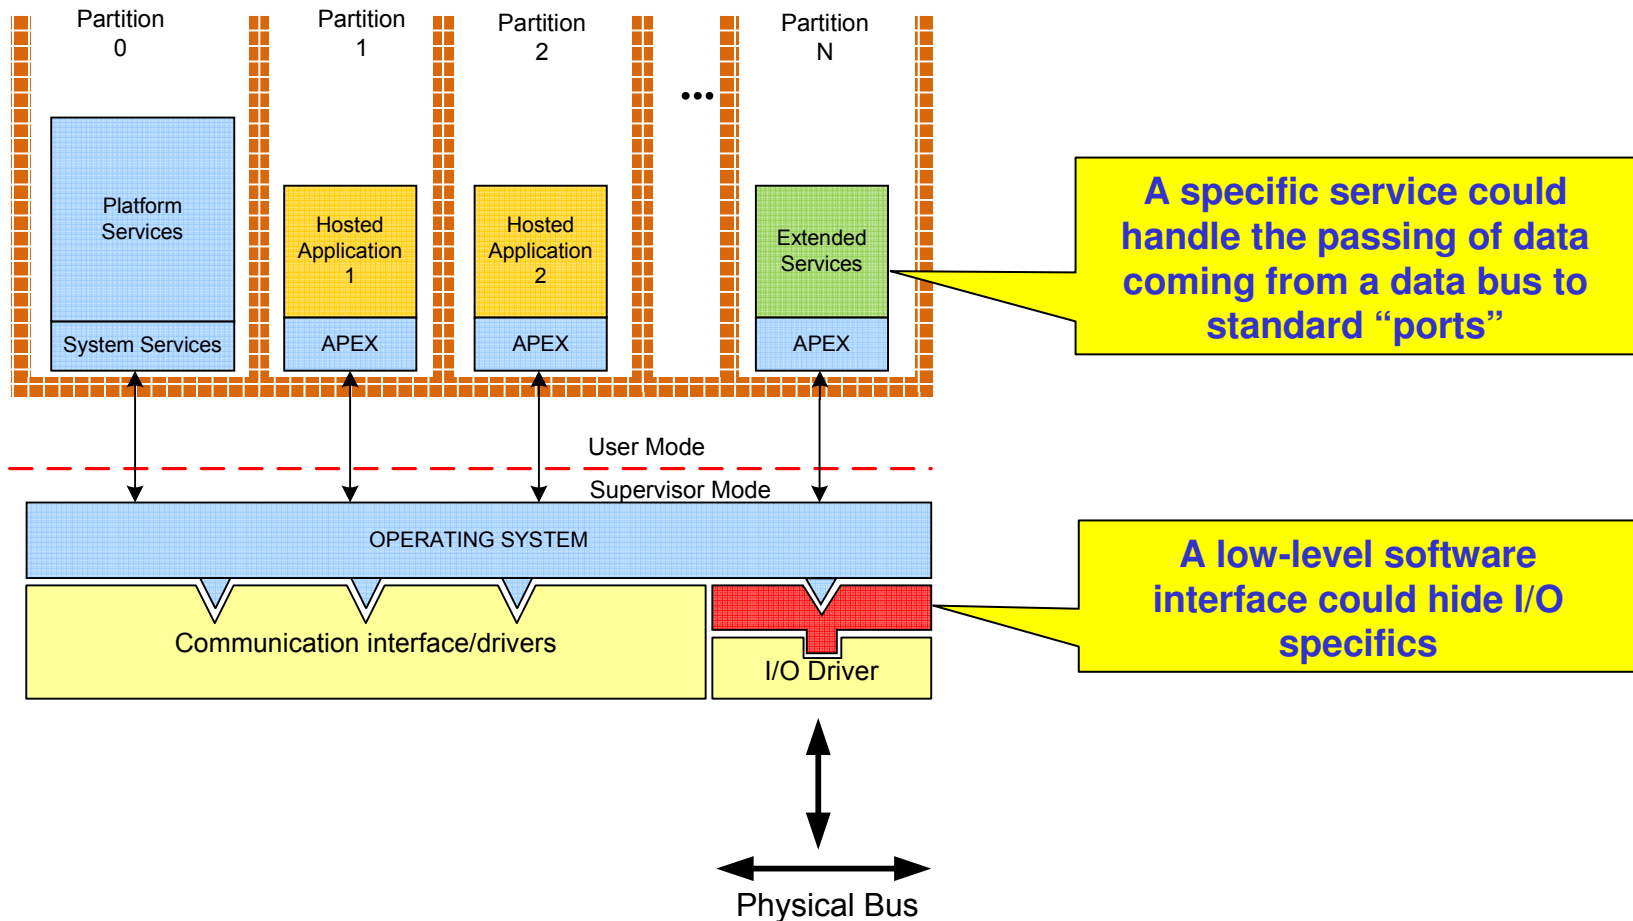 Partition
0
Partition
1
Partition
2
Partition
N
...
Platform
Services
System Services
Hosted
Application
1
APEX
Hosted
Application
2
APEX
Extended
Services
APEX
A specific service could
handle the passing of data
coming from a data bus to
standard “ports”
User Mode
Supervisor Mode
OPERATING SYSTEM
Communication interface/drivers
I/O Driver
A low-level software
interface could hide I/O
specifics
Physical Bus